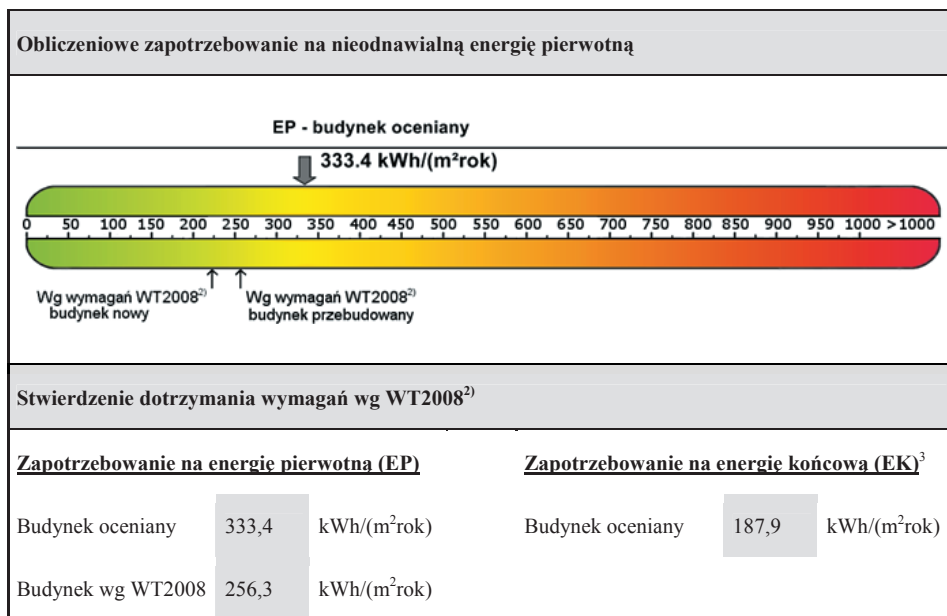 Obliczeniowe zapotrzebowanie na nieodnawialną energię pierwotną
EP - budynek oceniany
333.4 kWh/(m²rok)
0 50 100 150 200 250 300 350 400 450 500 550 600 650 700 750 800 850 900 950 1000 >1000
Wg wymagań WT2008²⁾
budynek nowy
Wg wymagań WT2008²⁾
budynek przebudowany
Stwierdzenie dotrzymania wymagań wg WT2008²⁾
Zapotrzebowanie na energię pierwotną (EP)
Zapotrzebowanie na energię końcową (EK)³
Budynek oceniany 333,4 kWh/(m²rok)
Budynek oceniany 187,9 kWh/(m²rok)
Budynek wg WT2008 256,3 kWh/(m²rok)